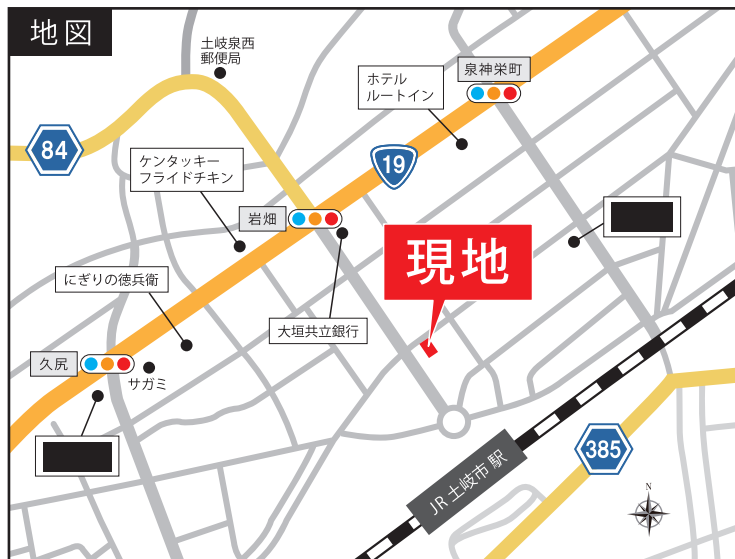 地図
土岐泉西
郵便局
泉神栄町
ホテル
ルートイン
84
19
ケンタッキー
フライドチキン
岩畑
現地
にぎりの徳兵衛
大垣共立銀行
久尻
サガミ
385
JR 土岐市 駅
N